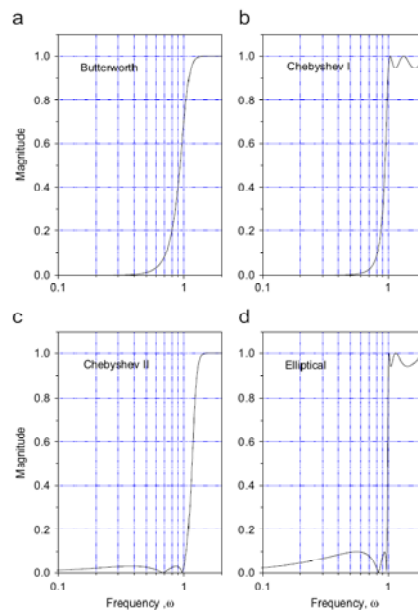 a
b
1.0
Butterworth
0.8
0.6
0.4
0.2
0.0
0.1
1
Magnitude
1.0
Chebyshev I
0.8
0.6
0.4
0.2
0.0
0.1
1
c
d
1.0
Chebyshev II
0.8
0.6
0.4
0.2
0.0
0.1
1
Magnitude
Frequency ,ω
1.0
Elliptical
0.8
0.6
0.4
0.2
0.0
0.1
1
Frequency, ω